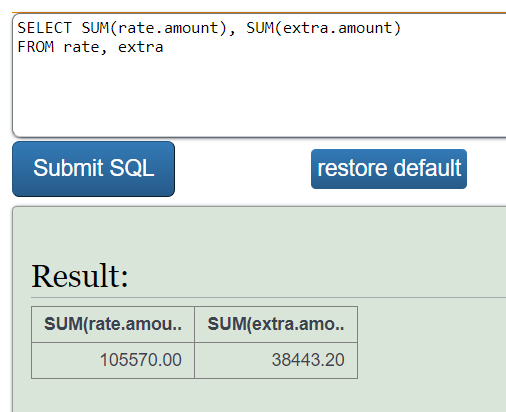 SELECT SUM(rate.amount), SUM(extra.amount)
FROM rate, extra
Submit SQL
restore default
Result:
SUM(rate.amou.. SUM(extra.amo..
105570.00 38443.20